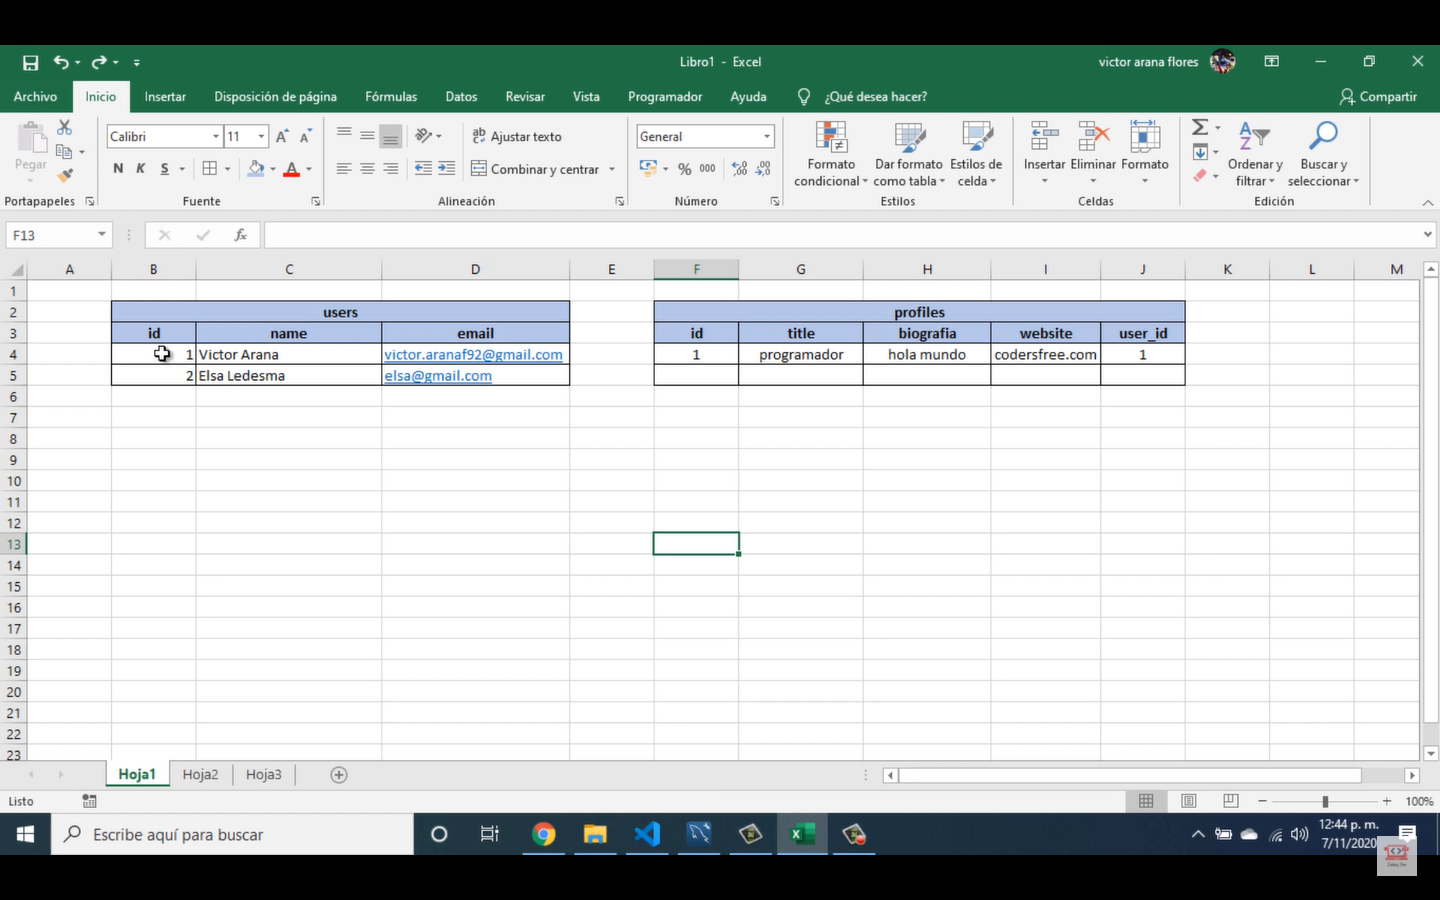 Libro1 - Excel
victor arana flores
Archivo Inicio Insertar Disposición de página Fórmulas Datos Revisar Vista Programador Ayuda ¿Qué desea hacer? Compartir
Pegar
Calibri 11
Ajustar texto
General
N K S
Combinar y centrar
% 000
Formato condicional
Dar formato como tabla
Estilos de celda
Insertar Eliminar Formato
Ordenar y filtrar
Buscar y seleccionar
Portapapeles Fuente Alineación Número Estilos Celdas Edición
F13 fx
A B C D E F G H I J K L M
1
2 users profiles
3 id name email id title biografia website user_id
4 1 Victor Arana victor.aranaf92@gmail.com 1 programador hola mundo codersfree.com 1
5 2 Elsa Ledesma elsa@gmail.com
6
7
8
9
10
11
12
13
14
15
16
17
18
19
20
21
22
23
Hoja1 Hoja2 Hoja3
Listo 100%
Escribe aquí para buscar
12:44 p. m.
7/11/2020